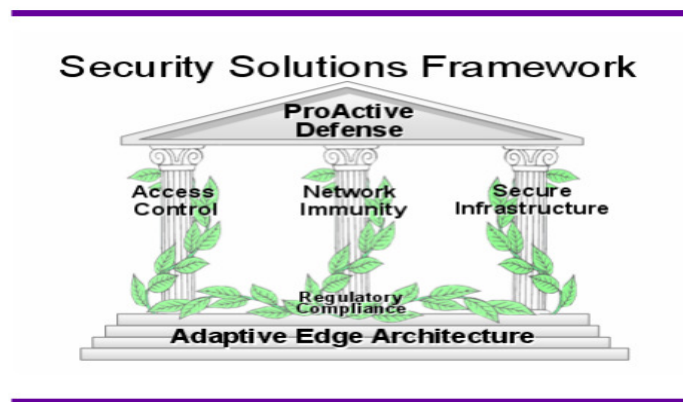 Security Solutions Framework
ProActive
Defense
Access
Control
Network
Immunity
Secure
Infrastructure
Regulatory
Compliance
Adaptive Edge Architecture